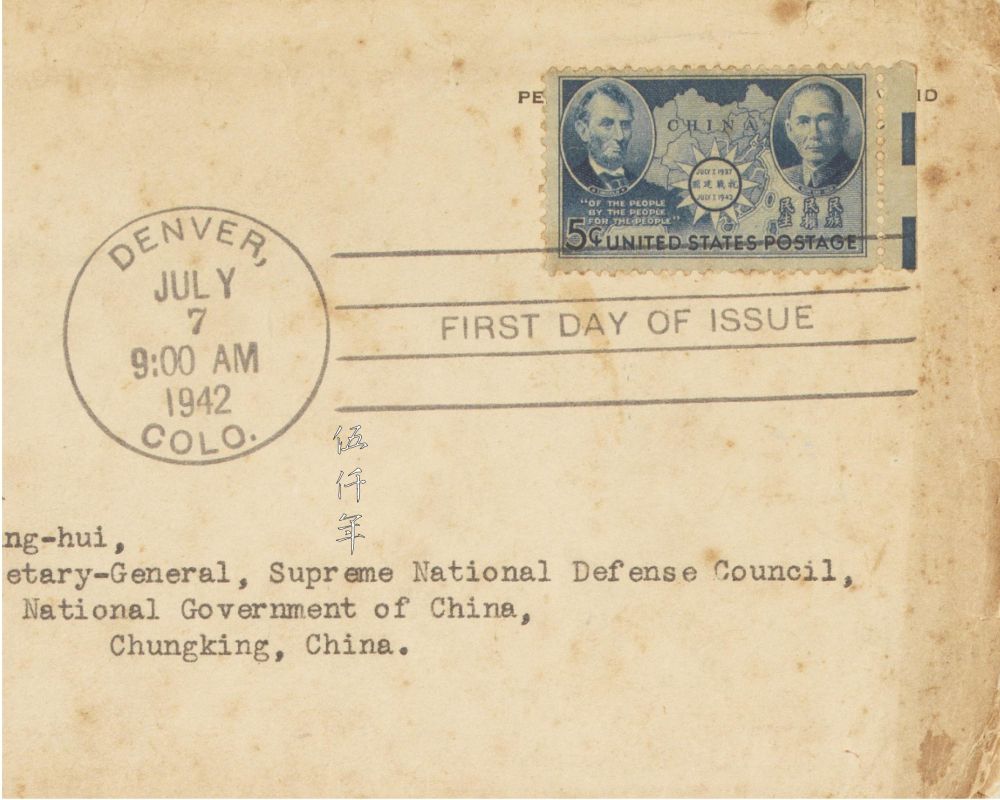 CHINA
JULY 7, 1937
國建戰抗
JULY 7, 1942
"OF THE PEOPLE
BY THE PEOPLE
FOR THE PEOPLE"
民族
民權
民生
5¢ UNITED STATES POSTAGE
DENVER,
JULY
7
9:00 AM
1942
COLO.
FIRST DAY OF ISSUE
伍仟年
ng-hui,
etary-General, Supreme National Defense Council,
National Government of China,
Chungking, China.